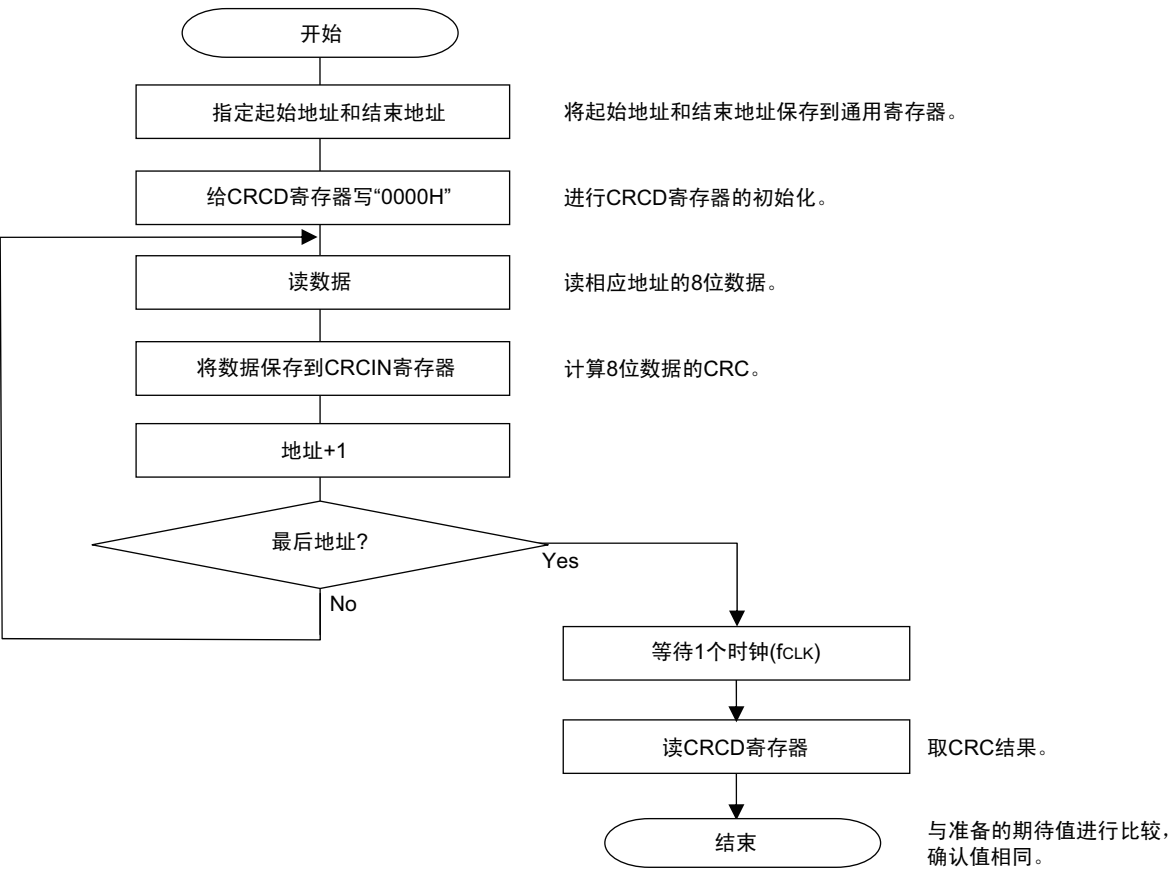 开始
指定起始地址和结束地址
将起始地址和结束地址保存到通用寄存器。
给CRCD寄存器写“0000H”
进行CRCD寄存器的初始化。
读数据
读相应地址的8位数据。
将数据保存到CRCIN寄存器
计算8位数据的CRC。
地址+1
最后地址?
Yes
No
等待1个时钟(fCLK)
读CRCD寄存器
取CRC结果。
结束
与准备的期待值进行比较，
确认值相同。